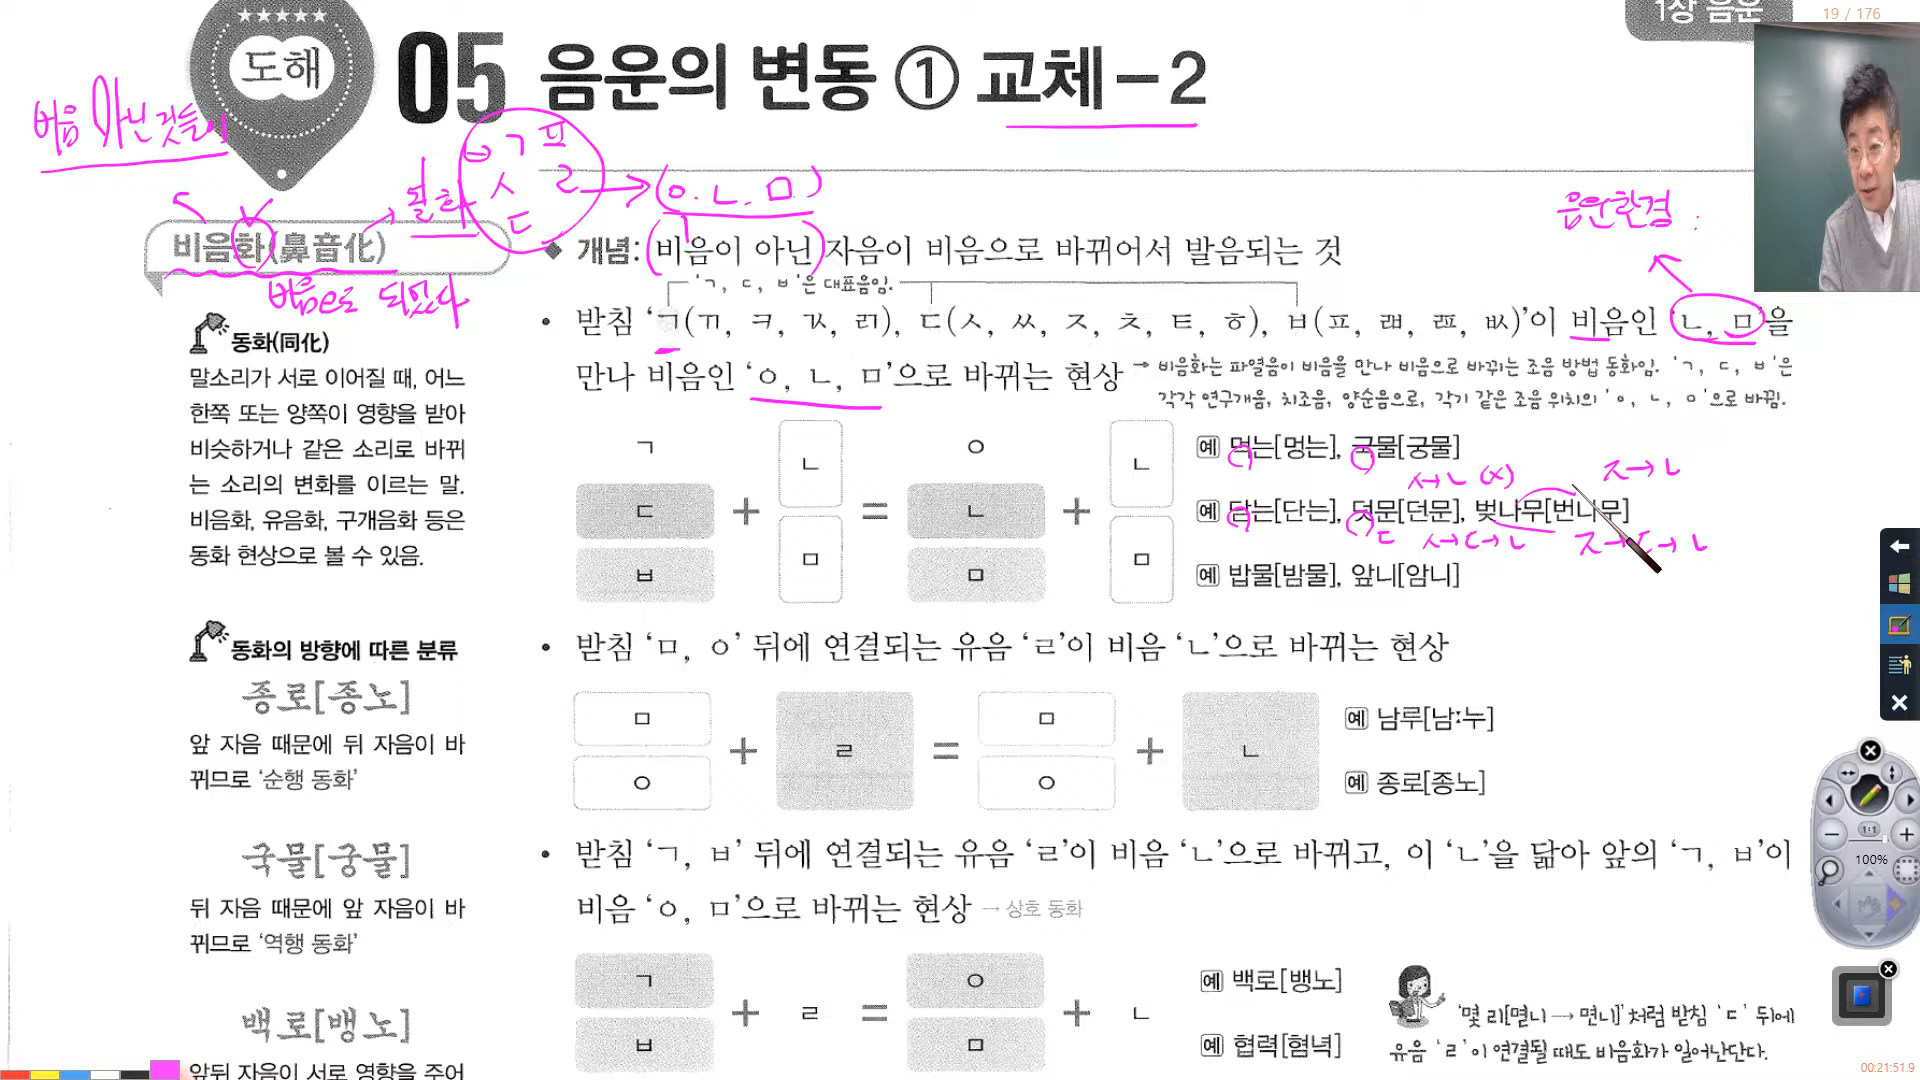 ★★★★★
도해
05 음운의 변동 ① 교체-2
1장 음운
19 / 176
비음 아닌 것들이
ㅇ ㄱ ㅍ
ㅅ ㄹ
ㄷ
(ㅇ. ㄴ. ㅁ)
음운환경
비음화(鼻音化)
비음으로 되었다
동화(同化)
말소리가 서로 이어질 때, 어느
한쪽 또는 양쪽이 영향을 받아
비슷하거나 같은 소리로 바뀌
는 소리의 변화를 이르는 말.
비음화, 유음화, 구개음화 등은
동화 현상으로 볼 수 있음.
동화의 방향에 따른 분류
종로[종노]
앞 자음 때문에 뒤 자음이 바
뀌므로 ‘순행 동화’
국물[궁물]
뒤 자음 때문에 앞 자음이 바
뀌므로 ‘역행 동화’
백로[뱅노]
앞뒤 자음이 서로 영향을 주어
◆ 개념: 비음이 아닌 자음이 비음으로 바뀌어서 발음되는 것
‘ㄱ, ㄷ, ㅂ’은 대표음임.
• 받침 ‘ㄱ(ㄲ, ㅋ, ㄳ, ㄺ), ㄷ(ㅅ, ㅆ, ㅈ, ㅊ, ㅌ, ㅎ), ㅂ(ㅍ, ㄼ, ㄿ, ㅄ)’이 비음인 ‘ㄴ, ㅁ’을
만나 비음인 ‘ㅇ, ㄴ, ㅁ’으로 바뀌는 현상
→ 비음화는 파열음이 비음을 만나 비음으로 바뀌는 조음 방법 동화임. ‘ㄱ, ㄷ, ㅂ’은
각각 연구개음, 치조음, 양순음으로, 각기 같은 조음 위치의 ‘ㅇ, ㄴ, ㅁ’으로 바뀜.
ㄱ ㄴ ㅇ ㄴ
ㄷ + = ㄴ +
ㅂ ㅁ ㅁ ㅁ
예 먹는[멍는], 국물[궁물]
ㅅ→ㄴ (x) ㅈ→ㄴ
예 닫는[단는], 덧문[던문], 벚나무[번나무]
ㄷ ㅅ→ㄷ→ㄴ ㅈ→ㄷ→ㄴ
예 밥물[밤물], 앞니[암니]
• 받침 ‘ㅁ, ㅇ’ 뒤에 연결되는 유음 ‘ㄹ’이 비음 ‘ㄴ’으로 바뀌는 현상
ㅁ ㅁ
+ ㄹ = + ㄴ
ㅇ ㅇ
예 남루[남ː누]
예 종로[종노]
• 받침 ‘ㄱ, ㅂ’ 뒤에 연결되는 유음 ‘ㄹ’이 비음 ‘ㄴ’으로 바뀌고, 이 ‘ㄴ’을 닮아 앞의 ‘ㄱ, ㅂ’이
비음 ‘ㅇ, ㅁ’으로 바뀌는 현상 → 상호 동화
ㄱ ㅇ
+ ㄹ = + ㄴ
ㅂ ㅁ
예 백로[뱅노]
예 협력[혐녁]
‘몇 리[멷니 → 면니]’처럼 받침 ‘ㄷ’ 뒤에
유음 ‘ㄹ’이 연결될 때도 비음화가 일어난단다.
1:1
100%
00:21:51.9